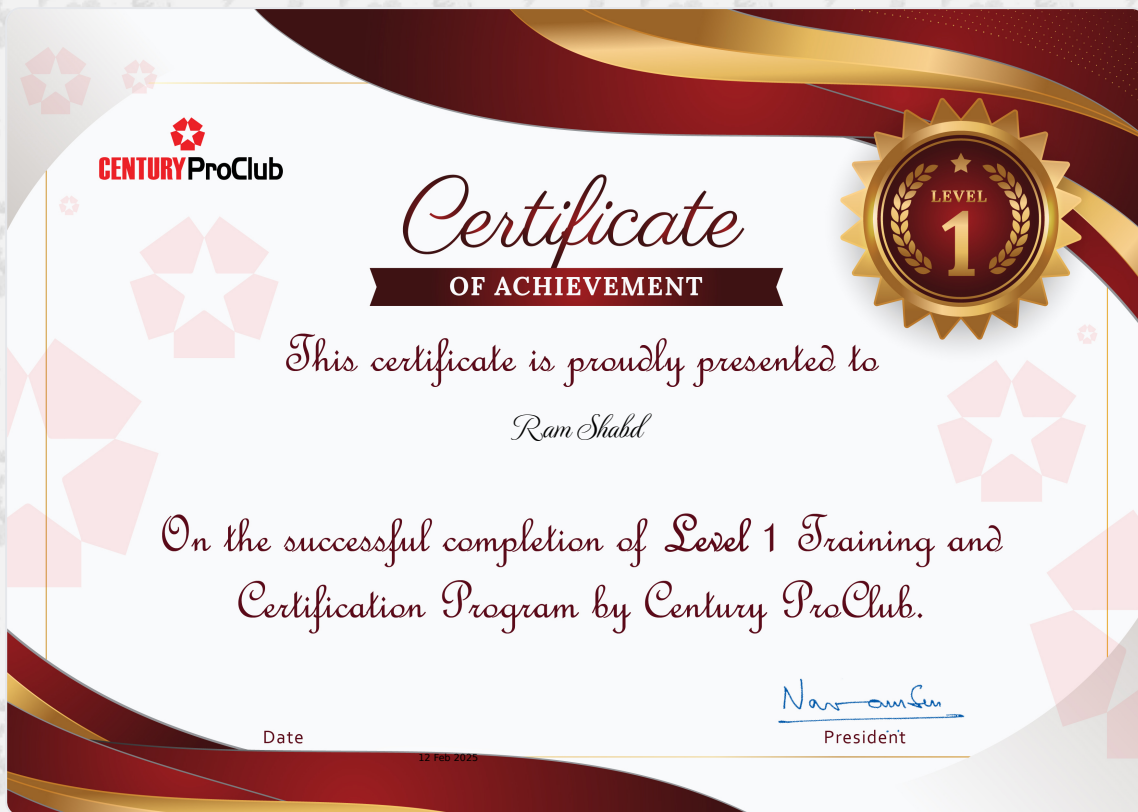 CENTURY ProClub
LEVEL
1
Certificate
OF ACHIEVEMENT
This certificate is proudly presented to
Ram Shabd
On the successful completion of Level 1 Training and
Certification Program by Century ProClub.
Date
12 Feb 2025
President